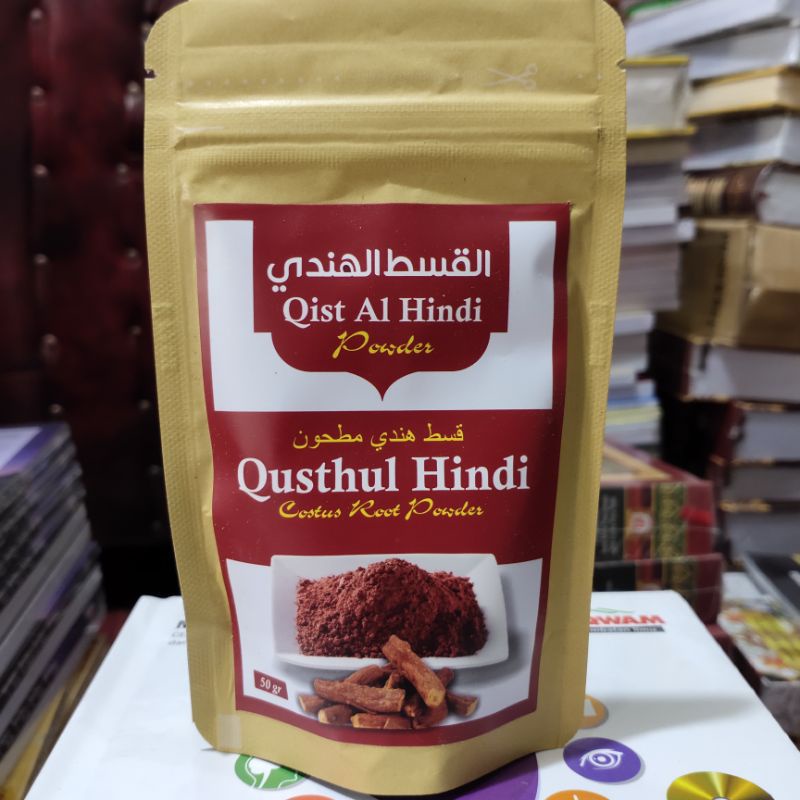 القسط الهندي
Qist Al Hindi
Powder
قسط هندي مطحون
Qusthul Hindi
Costus Root Powder
50 gr